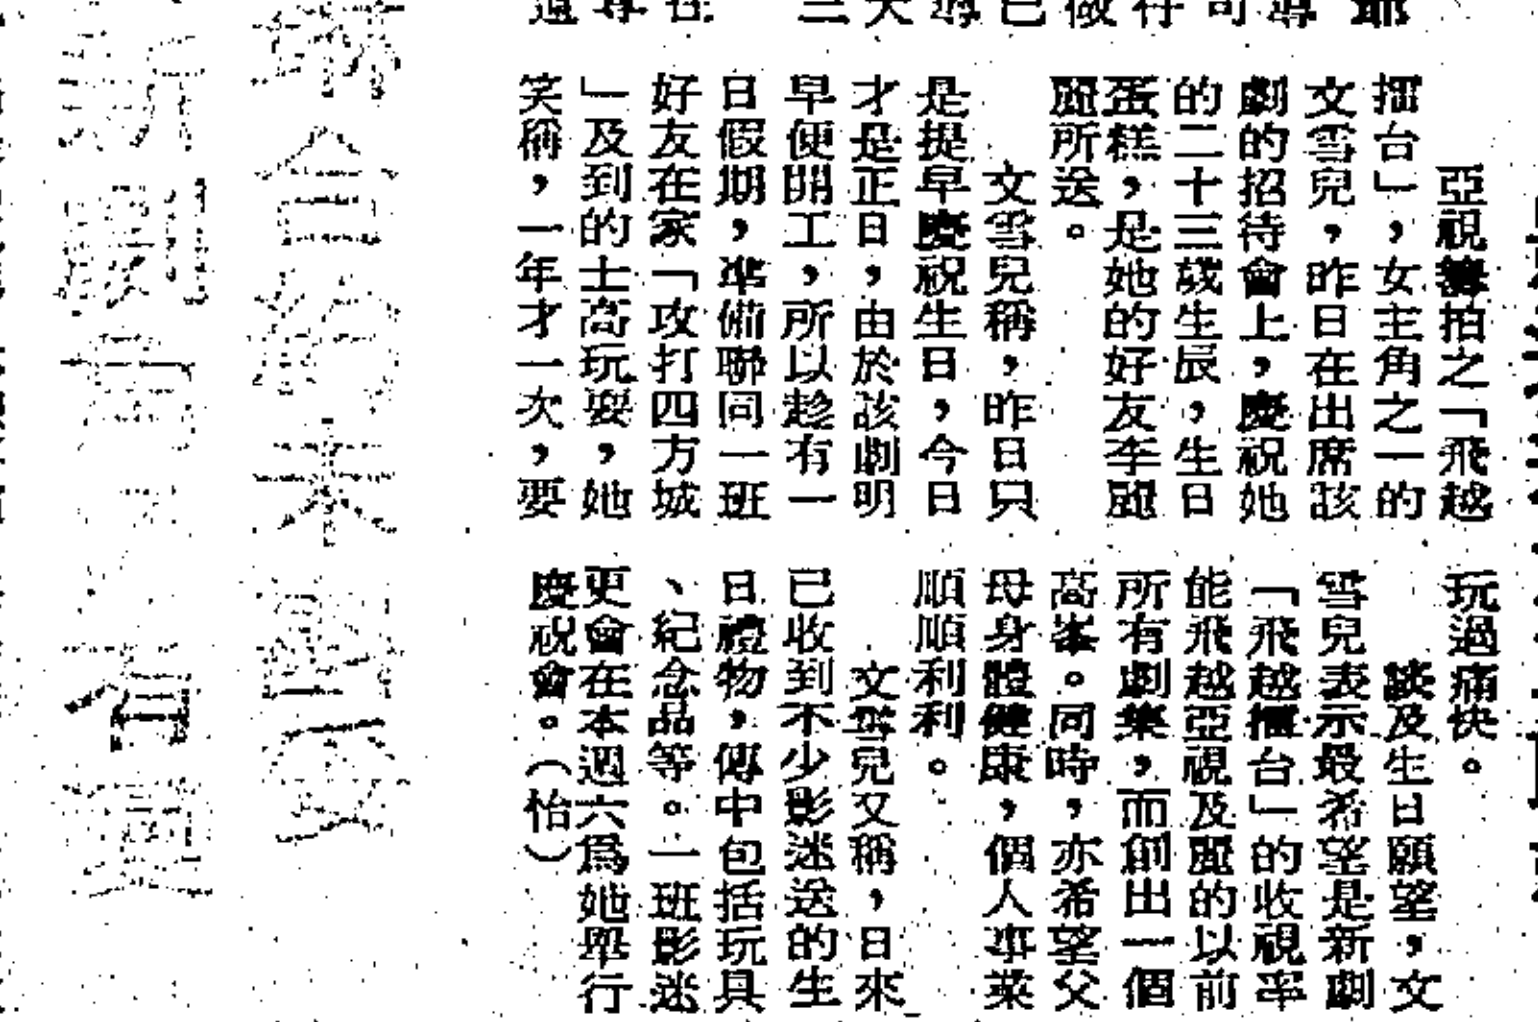 亞視籌拍之「飛越
擂台」，女主角之一的
文雪兒，昨日在出席該
劇的招待會上，慶祝她
的二十三歲生辰，生日
蛋糕，是她的好友李麗
麗所送。
文雪兒稱，昨日只
是提早慶祝生日，今日
才是正日，由於該劇明
早便開工，所以趁有一
日假期，準備聯同一班
好友在家「攻打四方城
」及到的士高玩耍，她
笑稱，一年才一次，要
玩過痛快。
談及生日願望，文
雪兒表示最希望是新劇
「飛越擂台」的收視率
能飛越亞視及麗的以前
所有劇集，而創出一個
高峯。同時，亦希望父
母身體健康，個人事業
順順利利。
文雪兒又稱，日來
已收到不少影迷送的生
日禮物，傳中包括玩具
、紀念品等。一班影迷
更會在本週六爲她舉行
慶祝會。（怡）